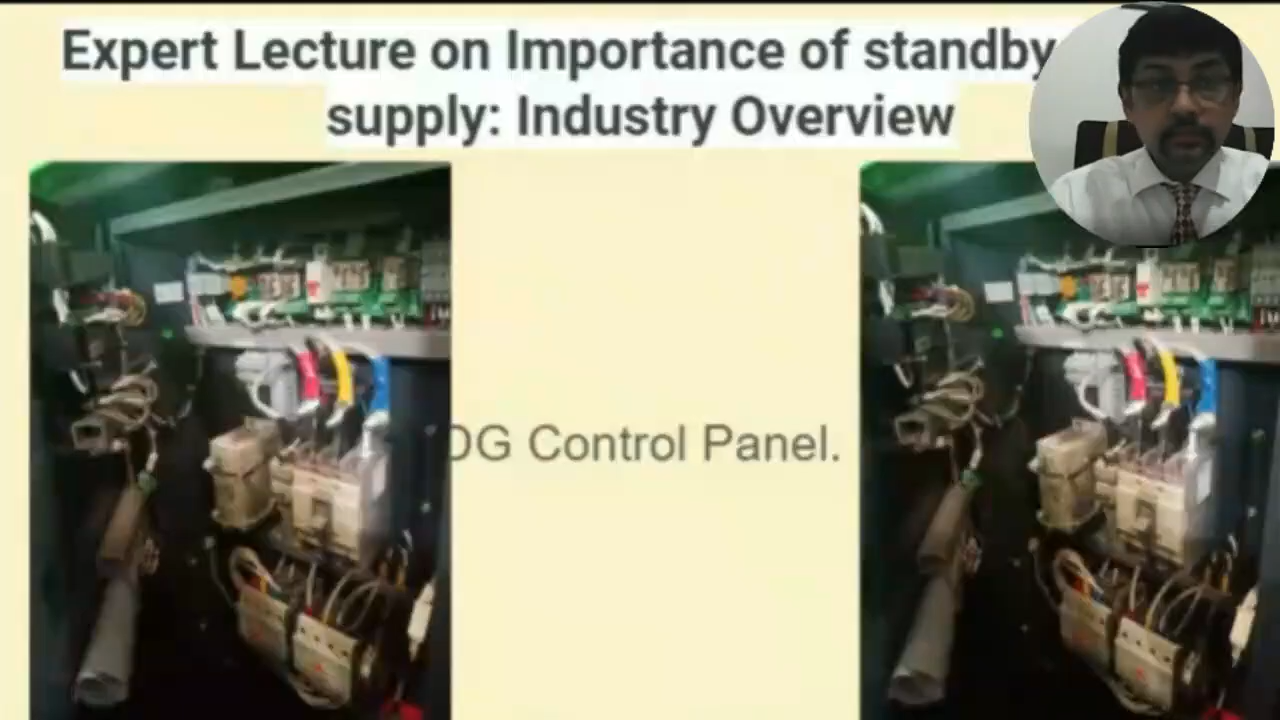 Expert Lecture on Importance of standby
supply: Industry Overview
DG Control Panel.